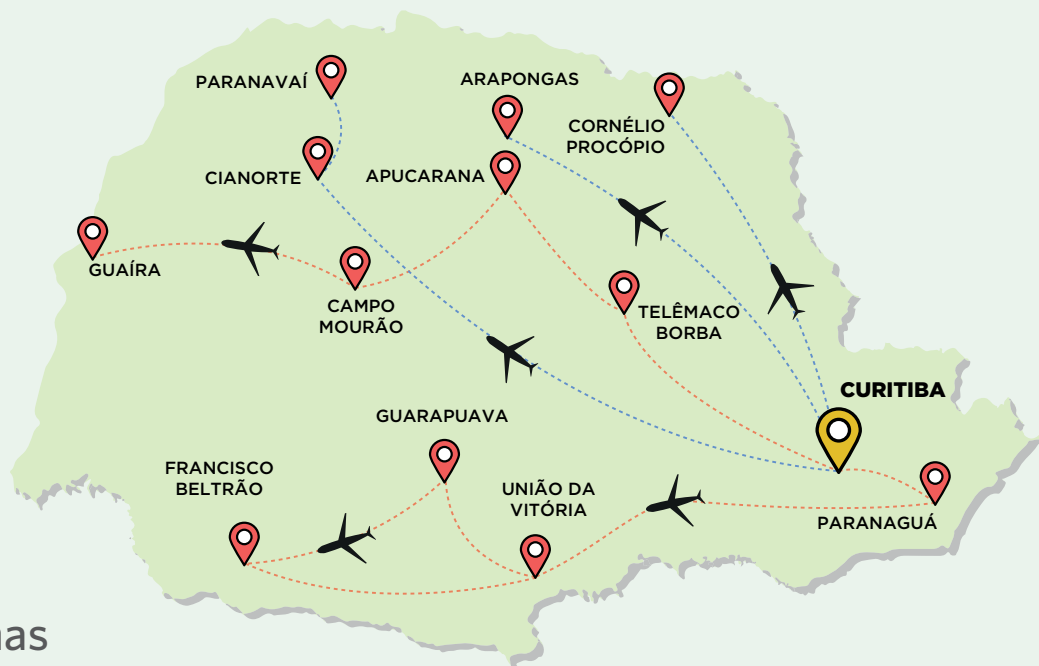 PARANAVAÍ
ARAPONGAS
CORNÉLIO
PROCÓPIO
CIANORTE
APUCARANA
GUAÍRA
CAMPO
MOURÃO
TELÊMACO
BORBA
CURITIBA
GUARAPUAVA
FRANCISCO
BELTRÃO
UNIÃO DA
VITÓRIA
PARANAGUÁ